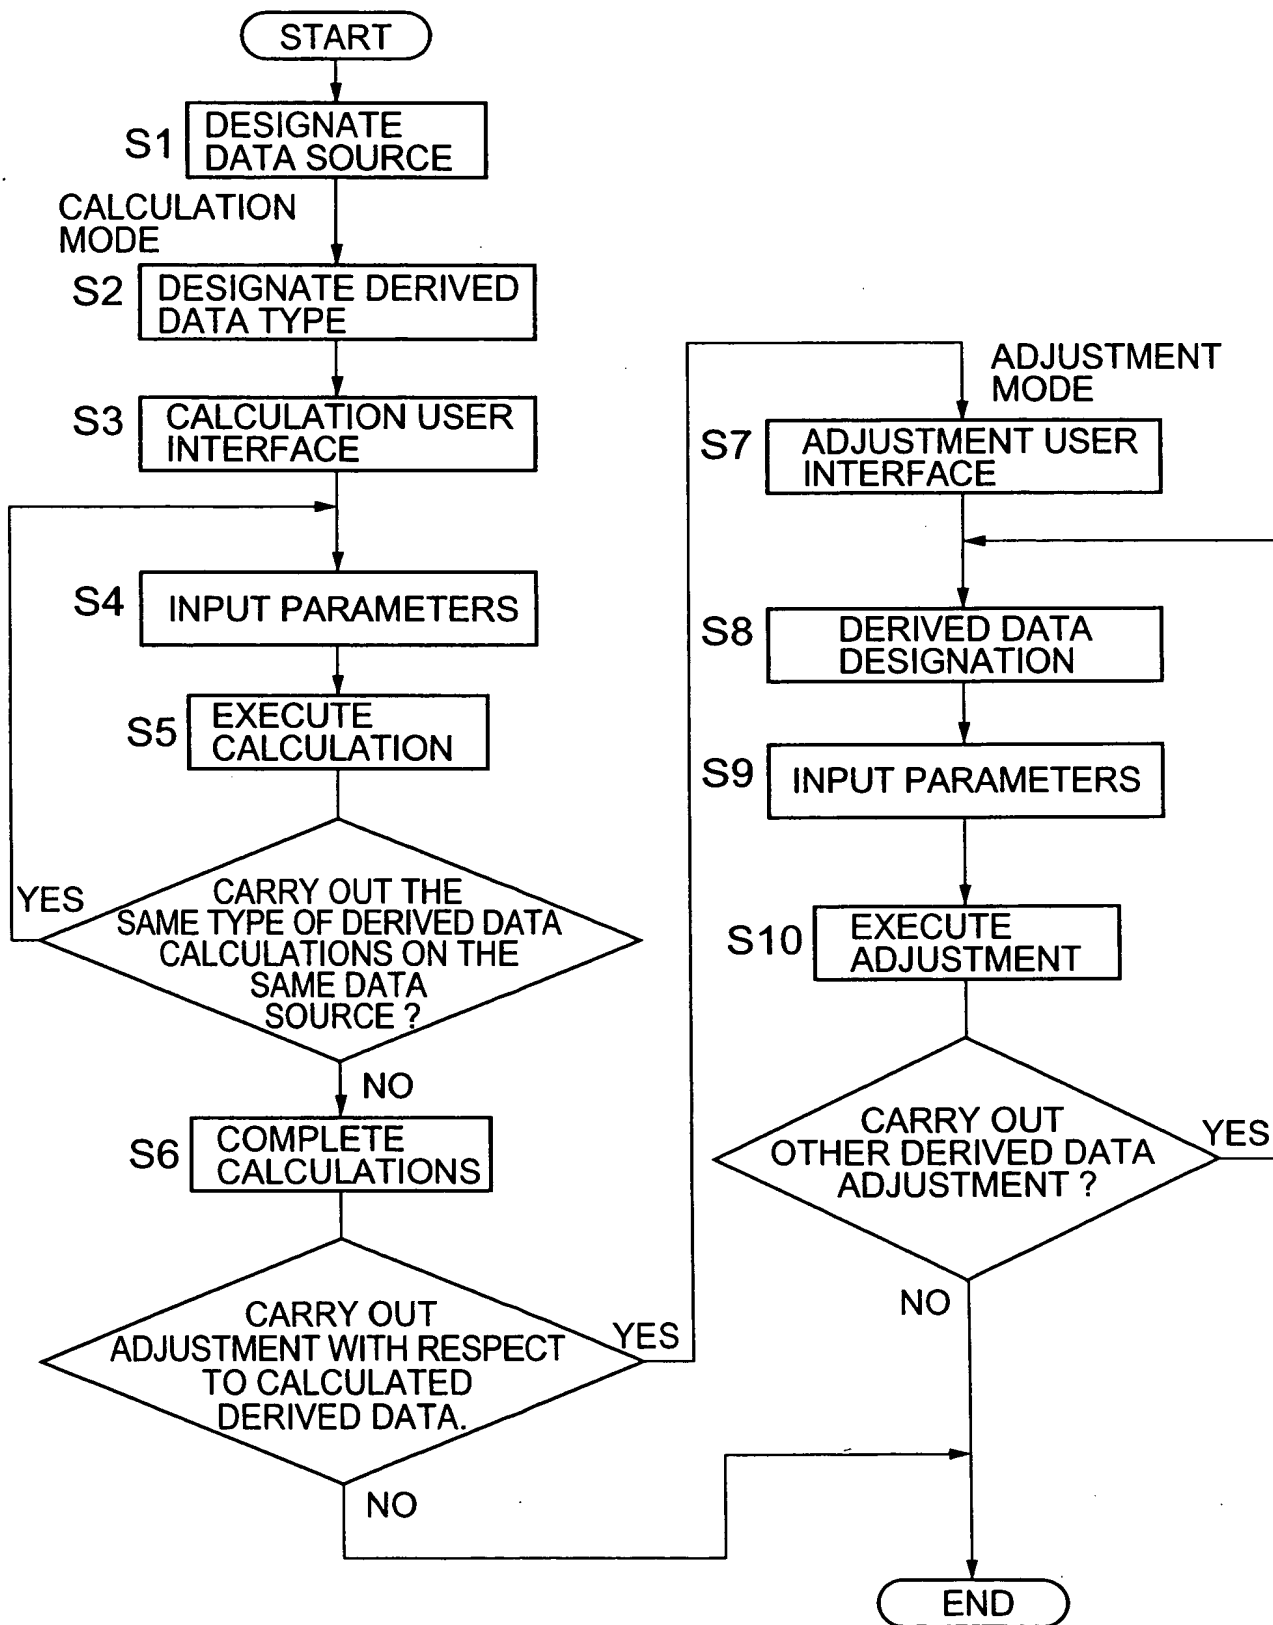 START
S1
DESIGNATE
DATA SOURCE
CALCULATION
MODE
S2
DESIGNATE DERIVED
DATA TYPE
S3
CALCULATION USER
INTERFACE
S4
INPUT PARAMETERS
S5
EXECUTE
CALCULATION
YES
CARRY OUT THE
SAME TYPE OF DERIVED DATA
CALCULATIONS ON THE
SAME DATA
SOURCE ?
NO
S6
COMPLETE
CALCULATIONS
CARRY OUT
ADJUSTMENT WITH RESPECT
TO CALCULATED
DERIVED DATA.
YES
NO
ADJUSTMENT
MODE
S7
ADJUSTMENT USER
INTERFACE
S8
DERIVED DATA
DESIGNATION
S9
INPUT PARAMETERS
S10
EXECUTE
ADJUSTMENT
CARRY OUT
OTHER DERIVED DATA
ADJUSTMENT ?
YES
NO
END